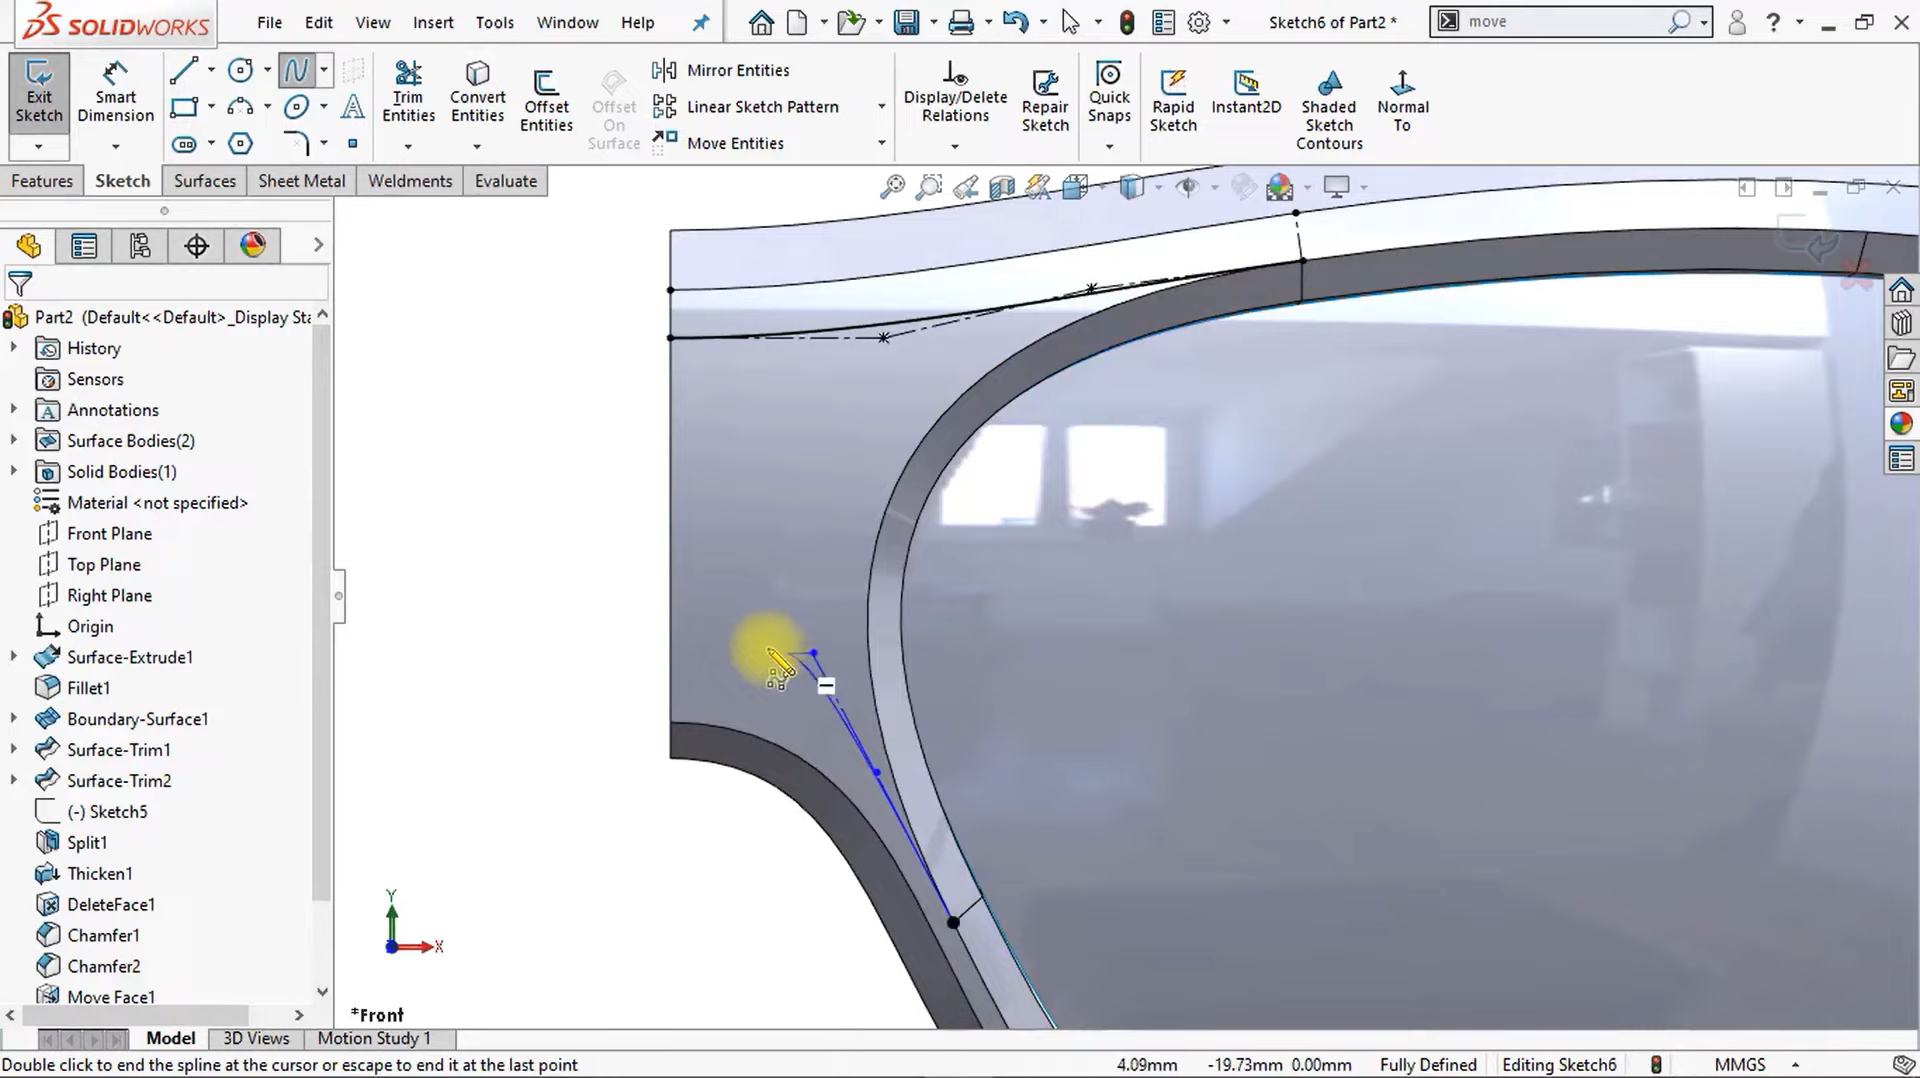 SOLIDWORKS
File Edit View Insert Tools Window Help
Sketch6 of Part2 *
move
Exit Sketch
Smart Dimension
Trim Entities
Convert Entities
Offset Entities
Offset On Surface
Mirror Entities
Linear Sketch Pattern
Move Entities
Display/Delete Relations
Repair Sketch
Quick Snaps
Rapid Sketch
Instant2D
Shaded Sketch Contours
Normal To
Features Sketch Surfaces Sheet Metal Weldments Evaluate
Part2 (Default<<Default>_Display Sta
History
Sensors
Annotations
Surface Bodies(2)
Solid Bodies(1)
Material <not specified>
Front Plane
Top Plane
Right Plane
Origin
Surface-Extrude1
Fillet1
Boundary-Surface1
Surface-Trim1
Surface-Trim2
(-) Sketch5
Split1
Thicken1
DeleteFace1
Chamfer1
Chamfer2
Move Face1
Y
X
*Front
Model 3D Views Motion Study 1
Double click to end the spline at the cursor or escape to end it at the last point
4.09mm -19.73mm 0.00mm Fully Defined Editing Sketch6 MMGS